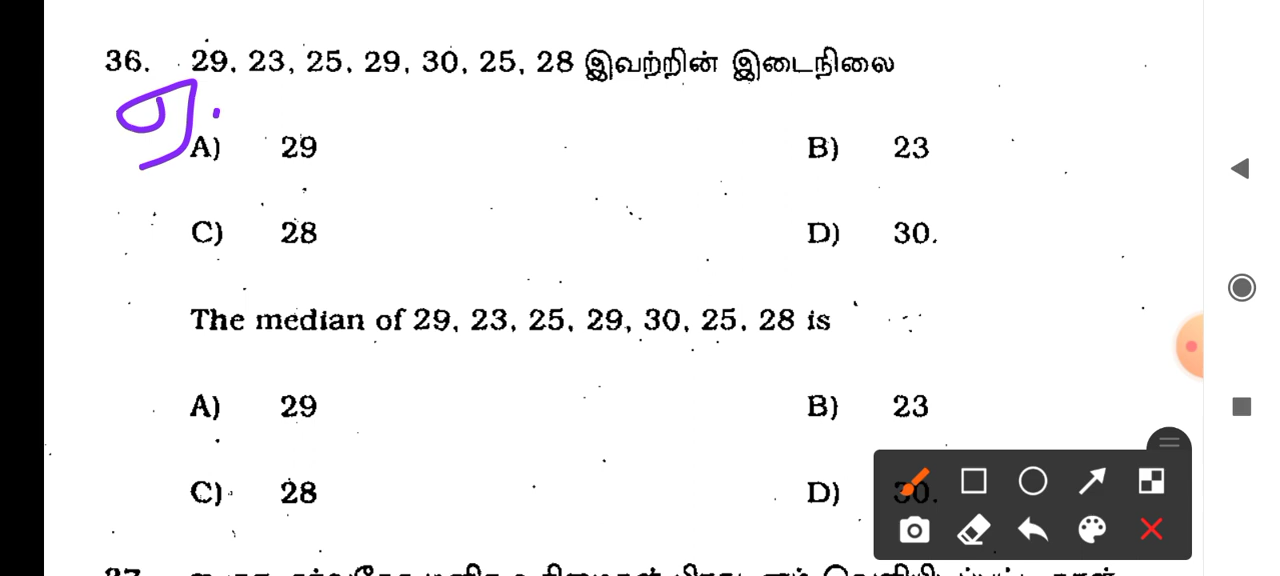 36. 29, 23, 25, 29, 30, 25, 28 இவற்றின் இடைநிலை
A) 29 B) 23
C) 28 D) 30.
The median of 29, 23, 25, 29, 30, 25, 28 is
A) 29 B) 23
C) 28 D) 30.